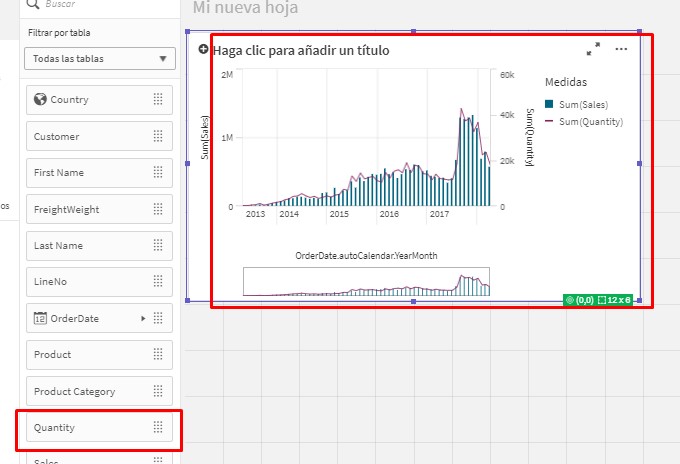 Buscar
Mi nueva hoja
Filtrar por tabla
Todas las tablas
Country
Customer
First Name
FreightWeight
Last Name
LineNo
12
OrderDate
Product
Product Category
Quantity
Sales
os
Haga clic para añadir un título
2M
1M
0
Sum(Sales)
60k
40k
20k
0
Sum(Quantity)
2013 2014 2015 2016 2017
OrderDate.autoCalendar.YearMonth
Medidas
Sum(Sales)
Sum(Quantity)
(0,0) 12 x 6